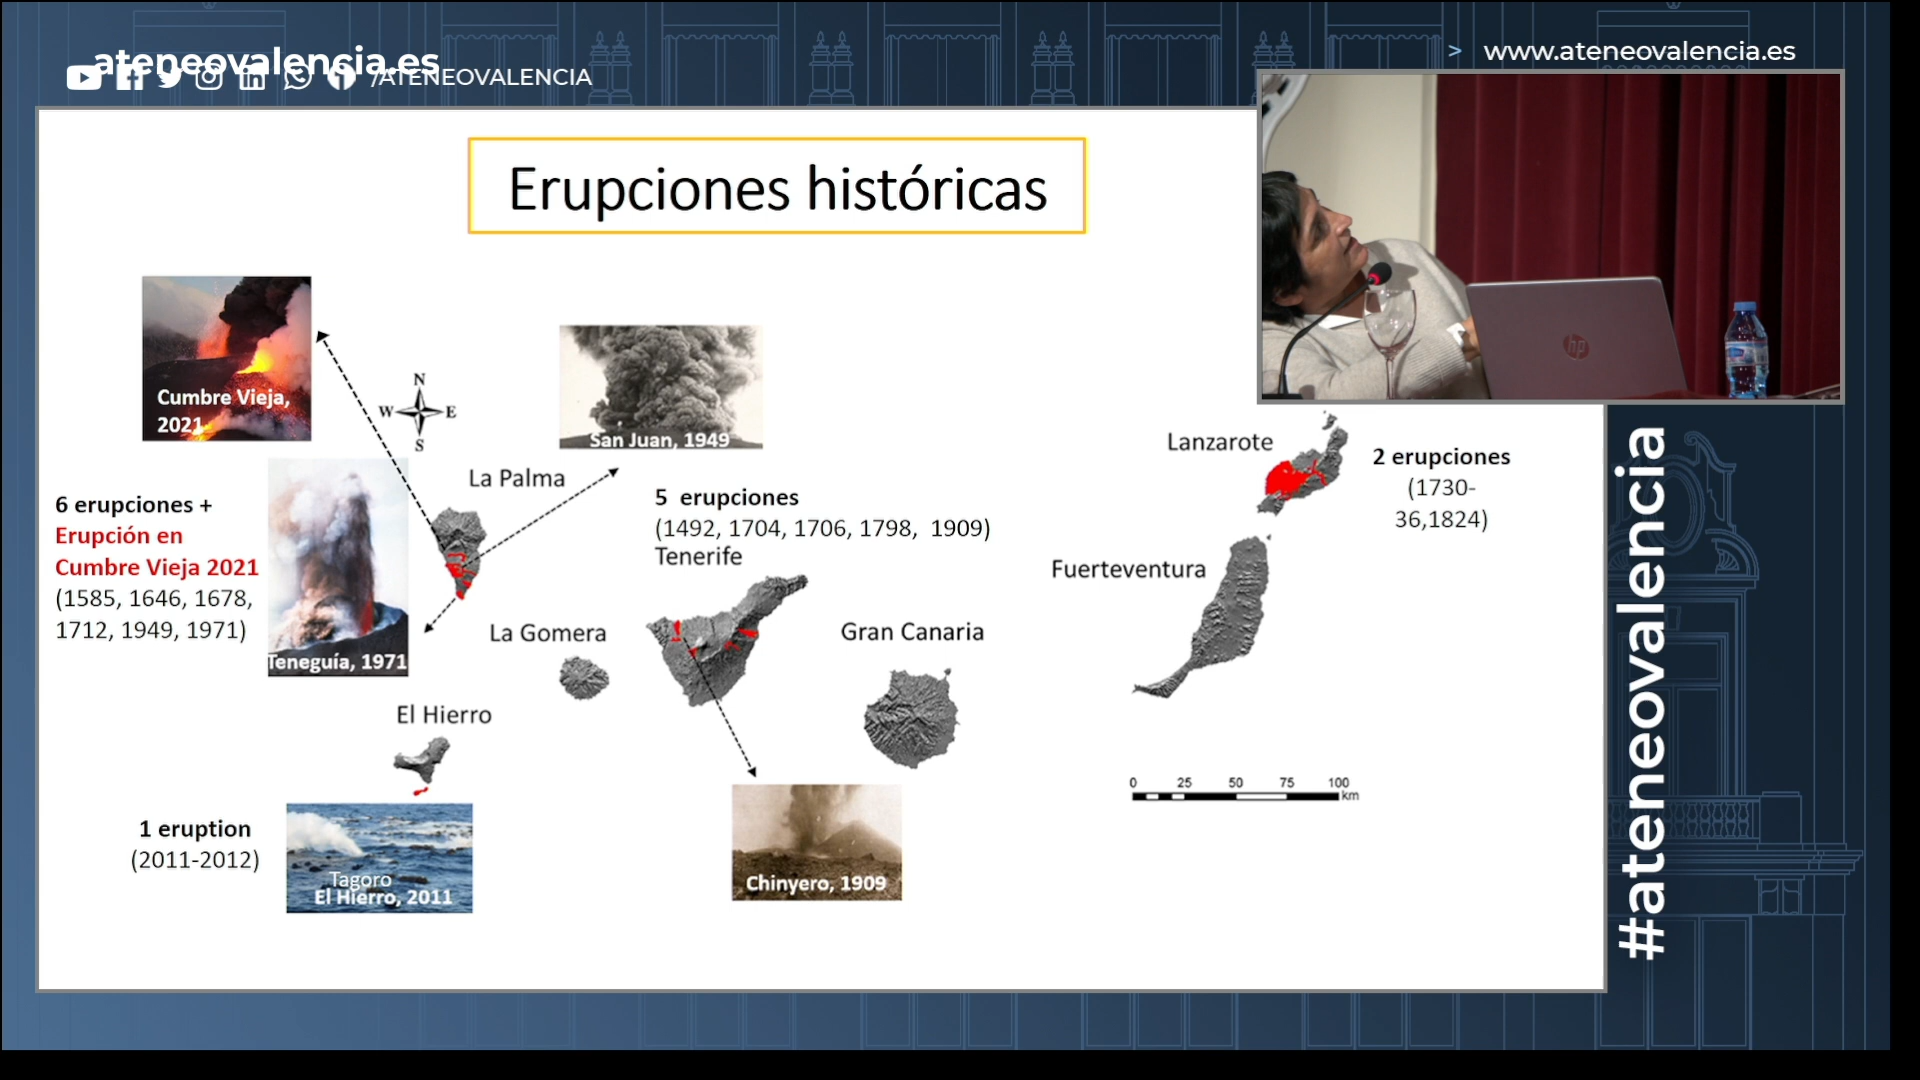 ateneovalencia.es
/ATENEOVALENCIA
> www.ateneovalencia.es
Erupciones históricas
Cumbre Vieja,
2021
N
W E
S
San Juan, 1949
La Palma
6 erupciones +
Erupción en
Cumbre Vieja 2021
(1585, 1646, 1678,
1712, 1949, 1971)
Teneguía, 1971
5 erupciones
(1492, 1704, 1706, 1798, 1909)
Tenerife
Lanzarote
2 erupciones
(1730-
36,1824)
Fuerteventura
La Gomera
Gran Canaria
El Hierro
1 eruption
(2011-2012)
Tagoro
El Hierro, 2011
Chinyero, 1909
0 25 50 75 100
km
hp
#ateneovalencia